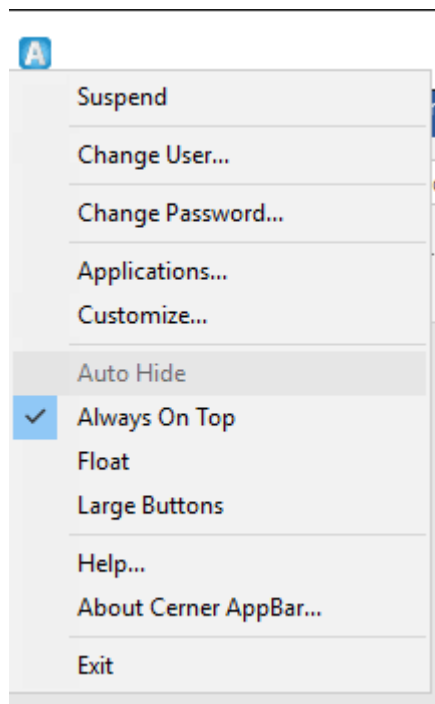 A
Suspend
Change User...
Change Password...
Applications...
Customize...
Auto Hide
Always On Top
Float
Large Buttons
Help...
About Cerner AppBar...
Exit